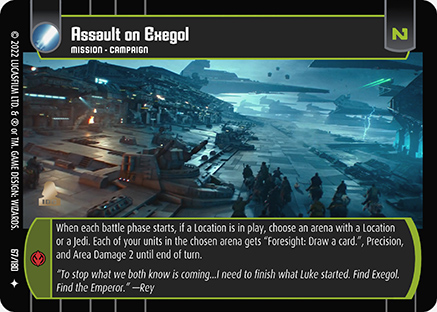 Assault on Exegol
MISSION • CAMPAIGN
2
When each battle phase starts, if a Location is in play, choose an arena with a Location
or a Jedi. Each of your units in the chosen arena gets "Foresight: Draw a card.", Precision,
and Area Damage 2 until end of turn.
"To stop what we both know is coming...I need to finish what Luke started. Find Exegol.
Find the Emperor." —Rey
67/180
©2022 LUCASFILM LTD. & ® OR TM. GAME DESIGN: WIZARDS.